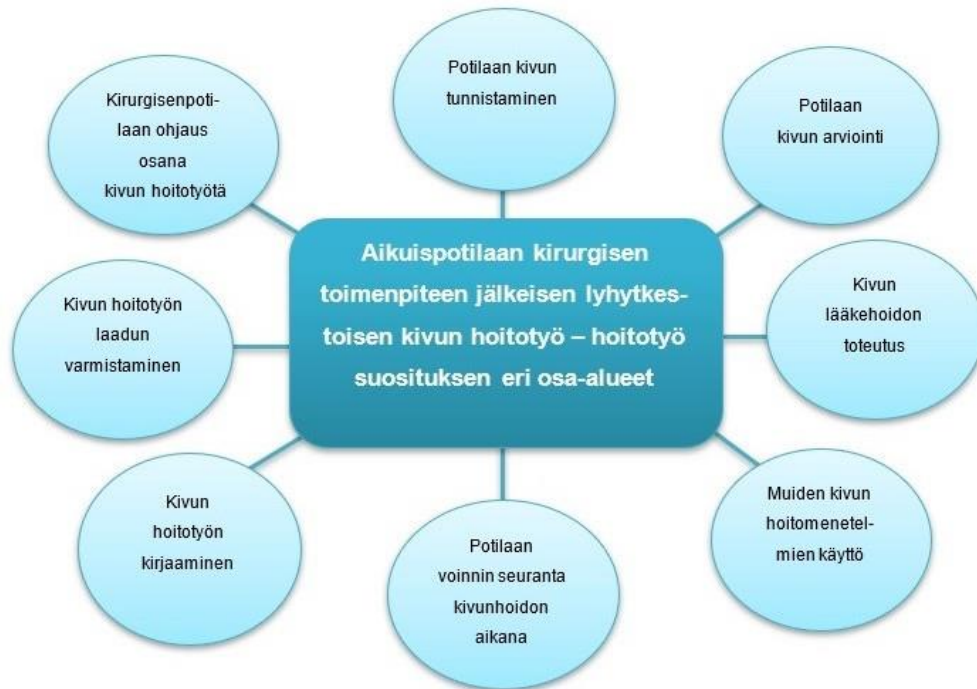 Potilaan kivun
tunnistaminen
Potilaan
kivun arviointi
Kivun
lääkehoidon
toteutus
Muiden kivun
hoitomenetel-
mien käyttö
Potilaan
voinnin seuranta
kivunhoidon
aikana
Kivun
hoitotyön
kirjaaminen
Kivun hoitotyön
laadun
varmistaminen
Kirurgisenpoti-
laan ohjaus
osana
kivun hoitotyötä
Aikuispotilaan kirurgisen
toimenpiteen jälkeisen lyhytkes-
toisen kivun hoitotyö – hoitotyö
suosituksen eri osa-alueet